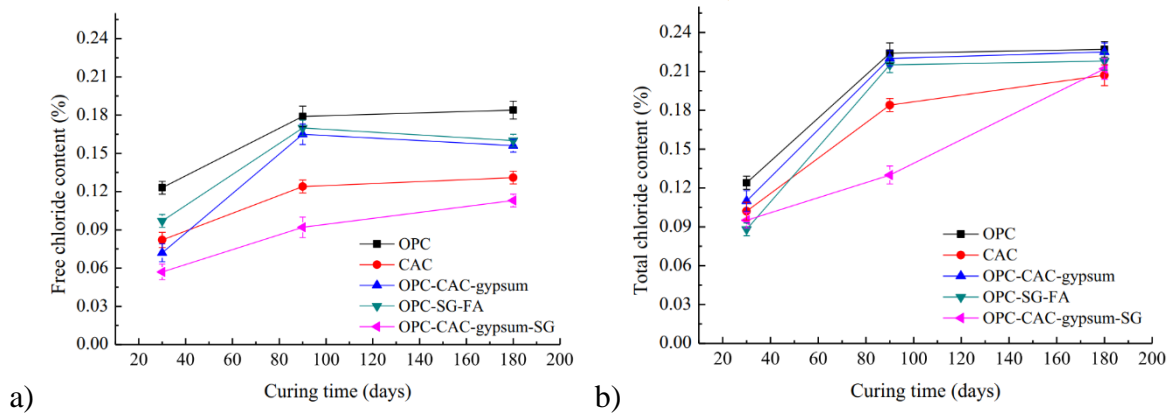 Free chloride content (%)
0.24
0.21
0.18
0.15
0.12
0.09
0.06
0.03
0.00
OPC
CAC
OPC-CAC-gypsum
OPC-SG-FA
OPC-CAC-gypsum-SG
20 40 60 80 100 120 140 160 180 200
Curing time (days)
a)
Total chloride content (%)
0.24
0.21
0.18
0.15
0.12
0.09
0.06
0.03
0.00
OPC
CAC
OPC-CAC-gypsum
OPC-SG-FA
OPC-CAC-gypsum-SG
20 40 60 80 100 120 140 160 180 200
Curing time (days)
b)